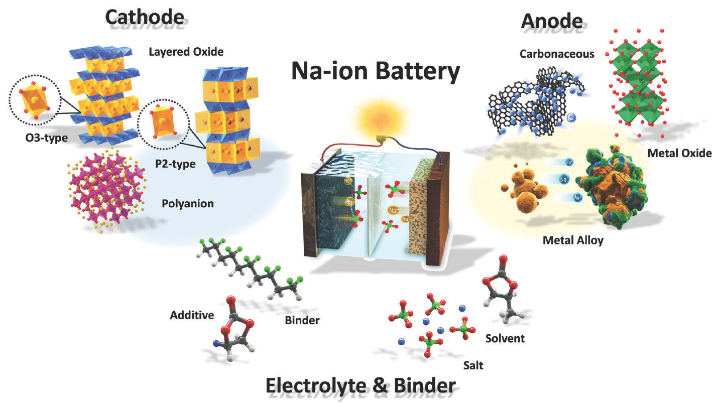 Cathode
Anode
Layered Oxide
Carbonaceous
Na-ion Battery
O3-type
P2-type
Metal Oxide
Polyanion
Metal Alloy
Additive
Binder
Solvent
Salt
Electrolyte & Binder